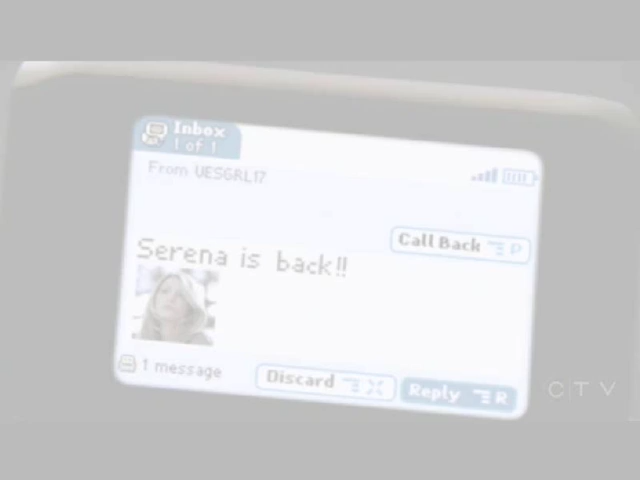 Inbox
1 of 1
From UESGRL17
Call Back P
Serena is back!!
1 message
Discard
Reply R
CTV